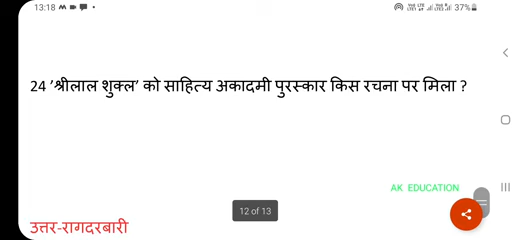 13:18
37%
24 ’श्रीलाल शुक्ल’ को साहित्य अकादमी पुरस्कार किस रचना पर मिला ?
AK EDUCATION
12 of 13
उत्तर-रागदरबारी